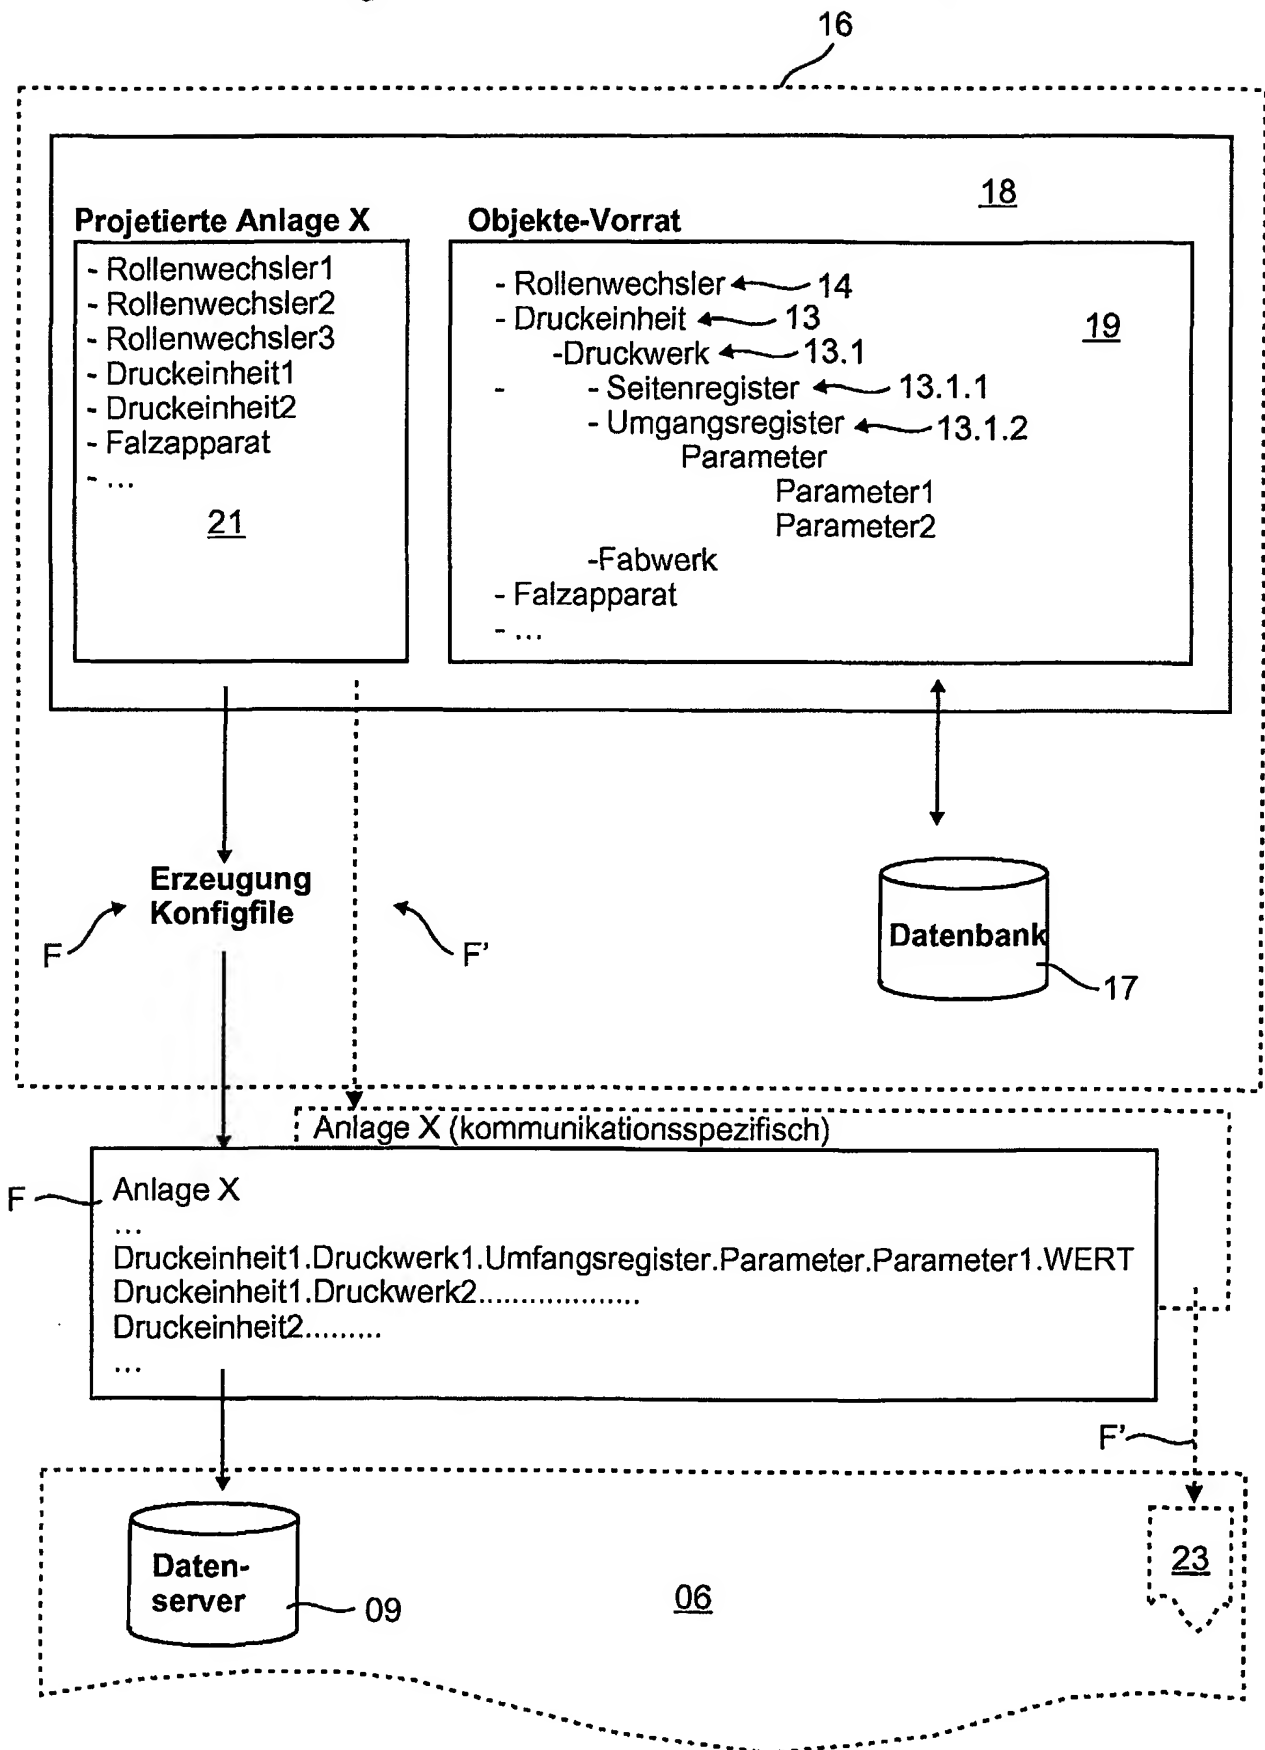 16
18
Projetierte Anlage X
- Rollenwechsler1
- Rollenwechsler2
- Rollenwechsler3
- Druckeinheit1
- Druckeinheit2
- Falzapparat
- ...
21
Objekte-Vorrat
- Rollenwechsler 14
- Druckeinheit 13
-Druckwerk 13.1
- - Seitenregister 13.1.1
- Umgangsregister 13.1.2
Parameter
Parameter1
Parameter2
-Fabwerk
- Falzapparat
- ...
19
Erzeugung
Konfigfile
F
F'
Datenbank
17
Anlage X (kommunikationsspezifisch)
F
Anlage X
...
Druckeinheit1.Druckwerk1.Umfangsregister.Parameter.Parameter1.WERT
Druckeinheit1.Druckwerk2...................
Druckeinheit2.........
...
F'
Daten-
server
09
06
23